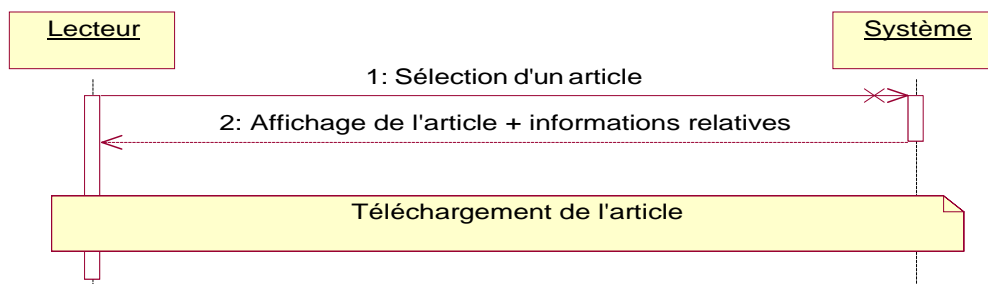 Lecteur
Système
1: Sélection d'un article
2: Affichage de l'article + informations relatives
Téléchargement de l'article